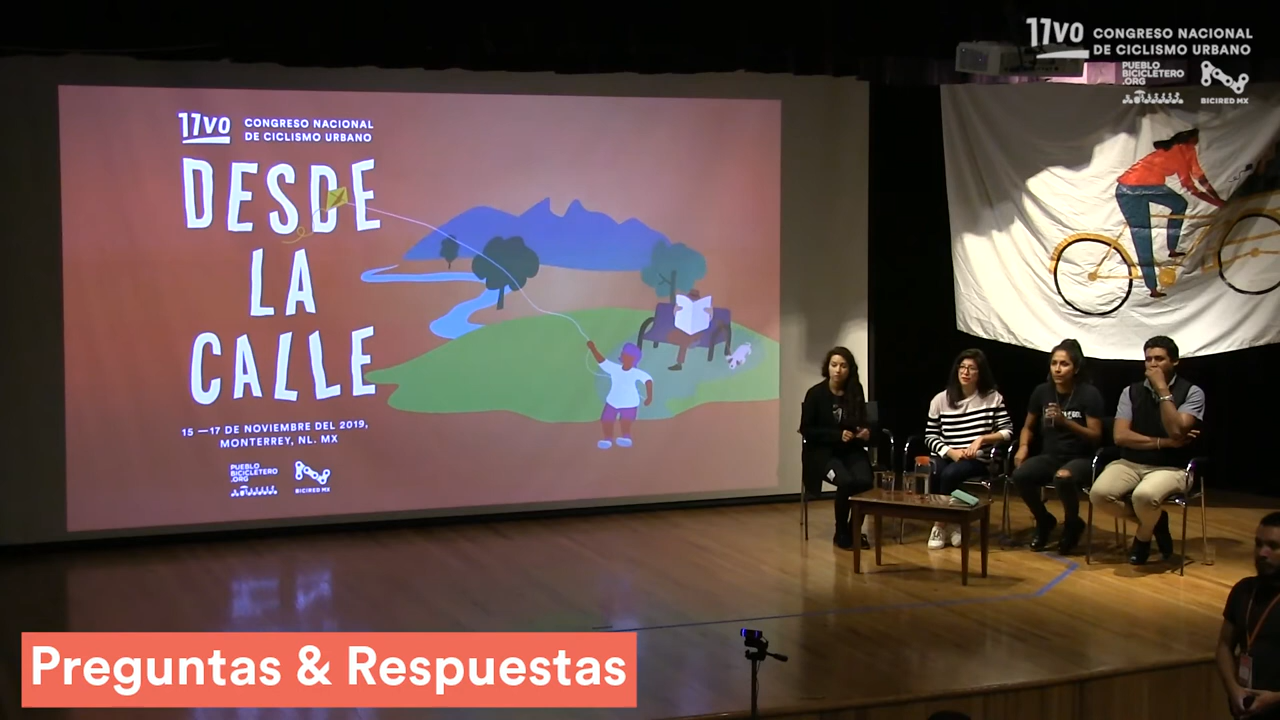 11vo CONGRESO NACIONAL
DE CICLISMO URBANO
PUEBLO
BICICLETERO
.ORG
BICIRED MX
11vo CONGRESO NACIONAL
DE CICLISMO URBANO
DESDE
LA
CALLE
15 —17 DE NOVIEMBRE DEL 2019,
MONTERREY, NL. MX
PUEBLO
BICICLETERO
.ORG
BICIRED MX
Preguntas & Respuestas